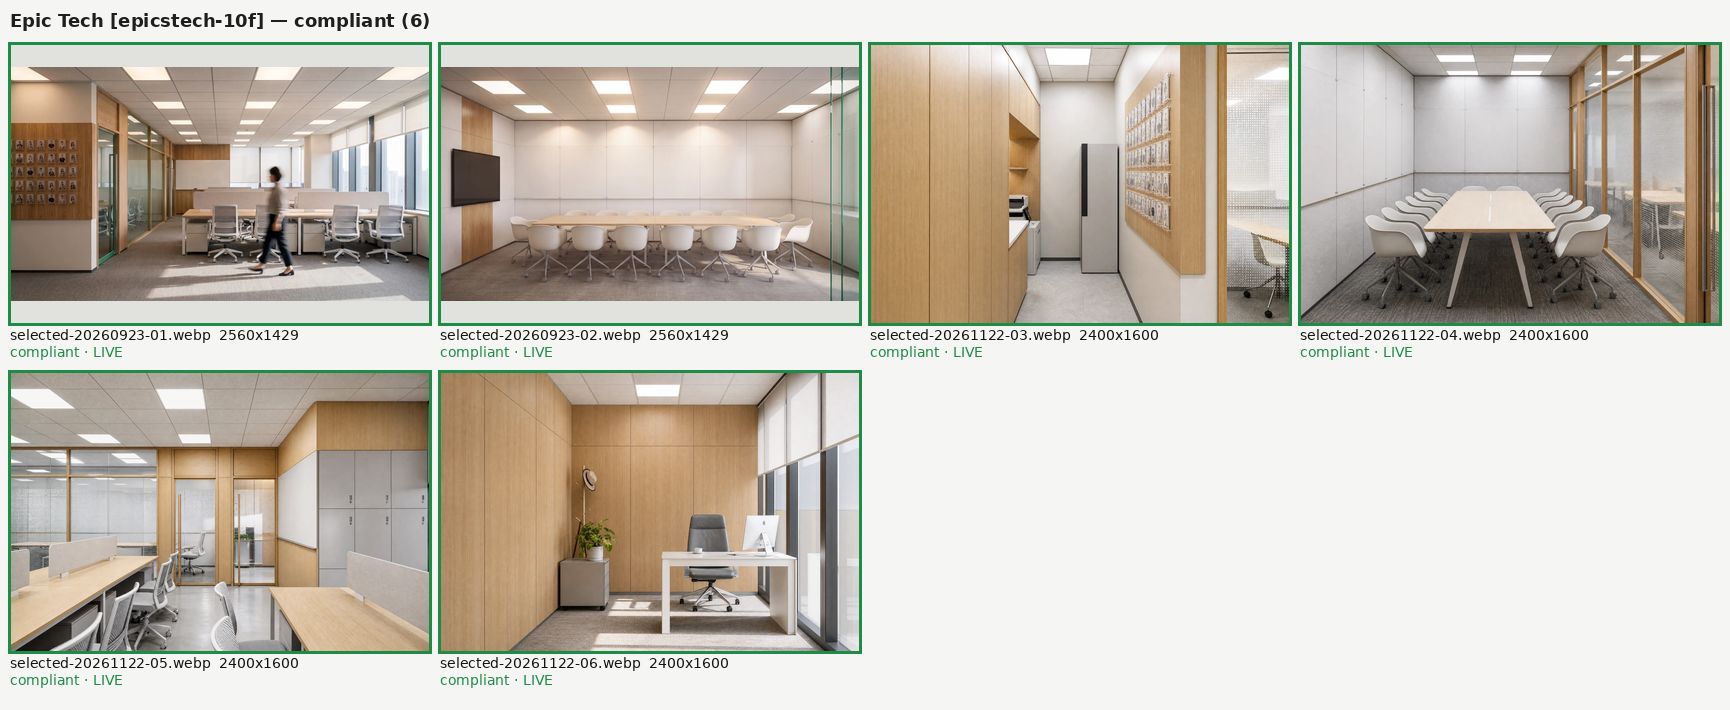 Epic Tech [epicstech-10f] — compliant (6)
selected-20260923-01.webp  2560x1429
compliant · LIVE
selected-20260923-02.webp  2560x1429
compliant · LIVE
selected-20261122-03.webp  2400x1600
compliant · LIVE
selected-20261122-04.webp  2400x1600
compliant · LIVE
selected-20261122-05.webp  2400x1600
compliant · LIVE
selected-20261122-06.webp  2400x1600
compliant · LIVE